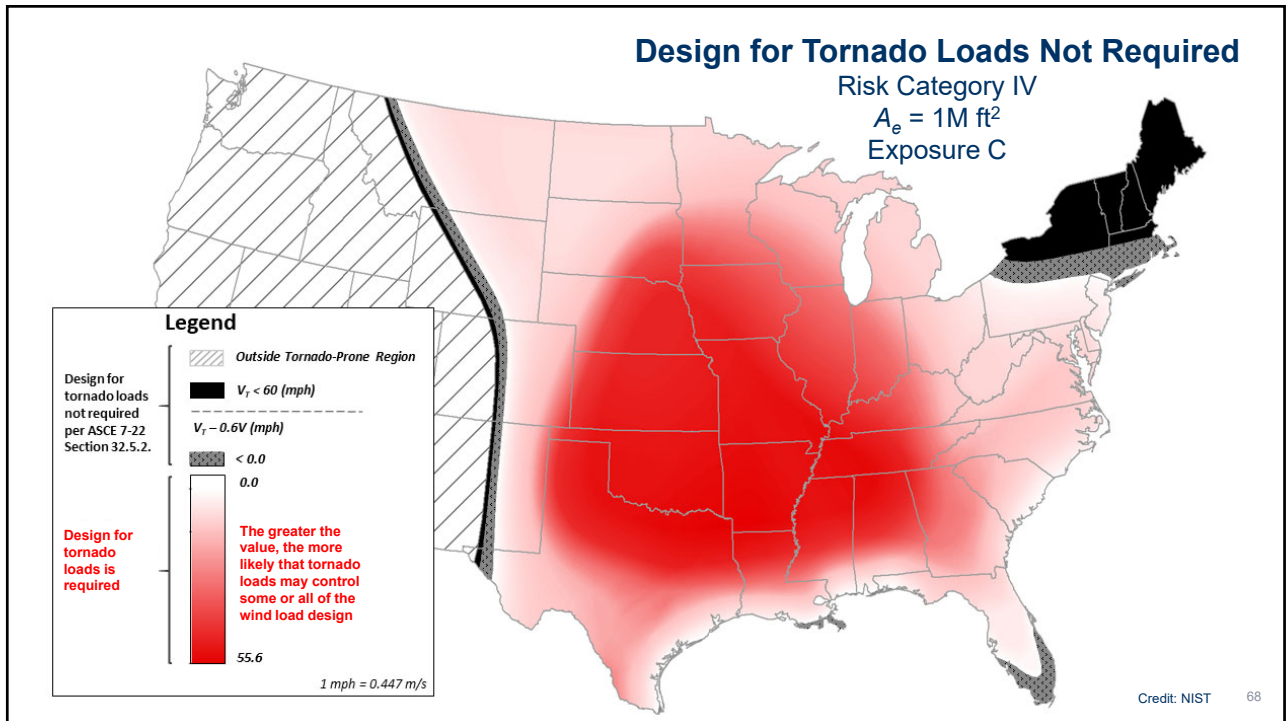 Design for Tornado Loads Not Required
Risk Category IV
Aₑ = 1M ft²
Exposure C
Legend
Design for
tornado loads
not required
per ASCE 7-22
Section 32.5.2.
Outside Tornado-Prone Region
V_T < 60 (mph)
V_T – 0.6V (mph)
< 0.0
0.0
Design for
tornado
loads is
required
The greater the
value, the more
likely that tornado
loads may control
some or all of the
wind load design
55.6
1 mph = 0.447 m/s
Credit: NIST
68